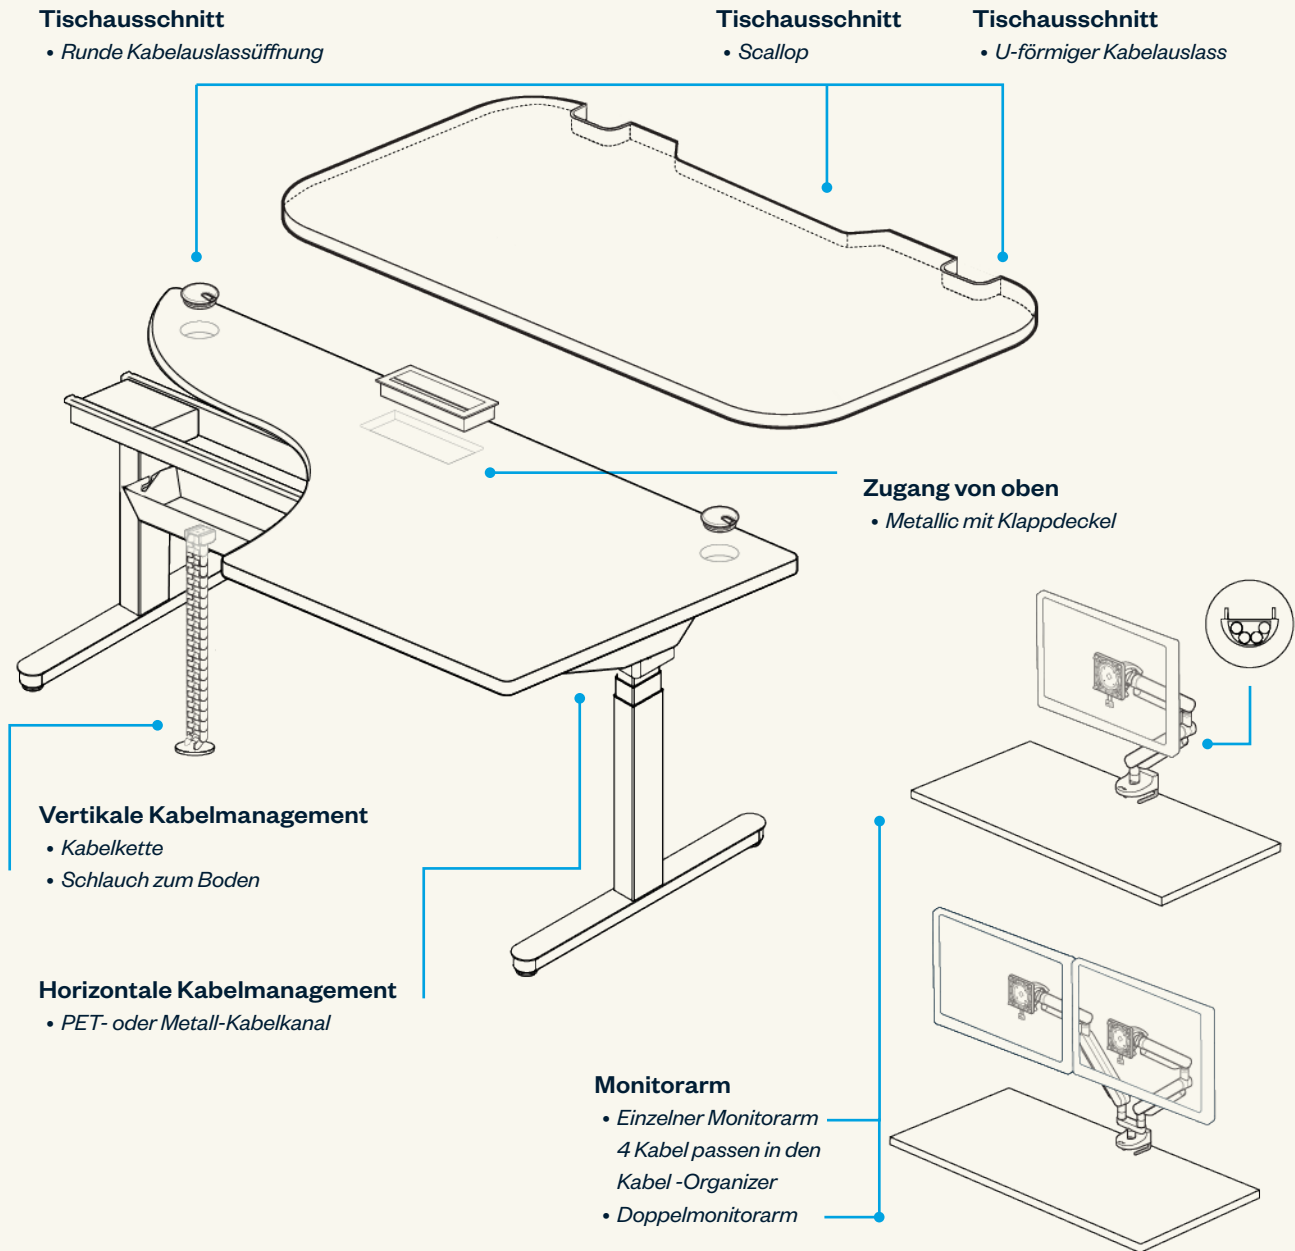 Tischausschnitt
• Runde Kabelauslassüffnung
Tischausschnitt
• Scallop
Tischausschnitt
• U-förmiger Kabelauslass
Zugang von oben
• Metallic mit Klappdeckel
Vertikale Kabelmanagement
• Kabelkette
• Schlauch zum Boden
Horizontale Kabelmanagement
• PET- oder Metall-Kabelkanal
Monitorarm
• Einzelner Monitorarm
4 Kabel passen in den
Kabel -Organizer
• Doppelmonitorarm